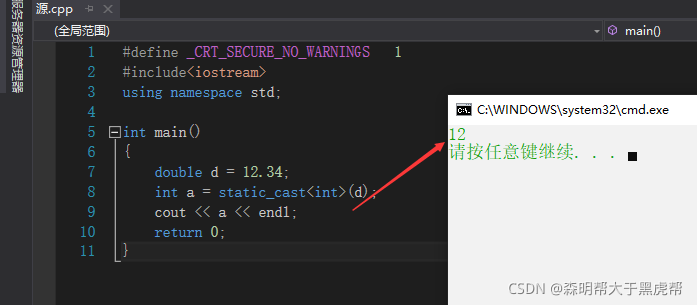 服务器资源管理器
源.cpp
(全局范围)
main()
1 #define _CRT_SECURE_NO_WARNINGS 1
2 #include<iostream>
3 using namespace std;
4
5 int main()
6 {
7 double d = 12.34;
8 int a = static_cast<int>(d);
9 cout << a << endl;
10 return 0;
11 }
C:\WINDOWS\system32\cmd.exe
12
请按任意键继续. . .
CSDN @森明帮大于黑虎帮